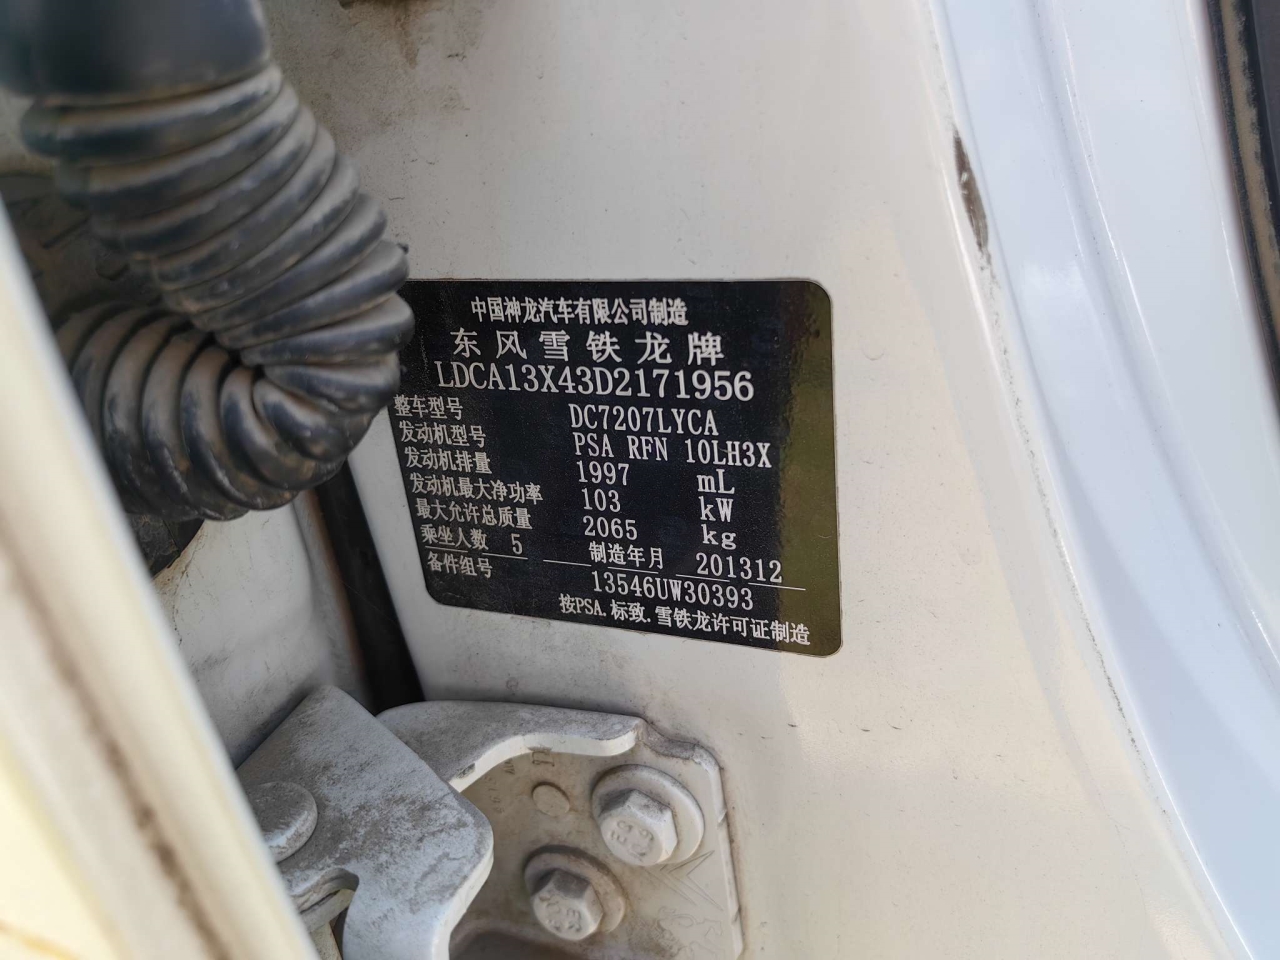 中国神龙汽车有限公司制造
东风雪铁龙牌
LDCA13X43D2171956
整车型号 DC7207LYCA
发动机型号 PSA RFN 10LH3X
发动机排量 1997 mL
发动机最大净功率 103 kW
最大允许总质量 2065 kg
乘坐人数 5 制造年月 201312
备件组号 13546UW30393
按PSA.标致.雪铁龙许可证制造